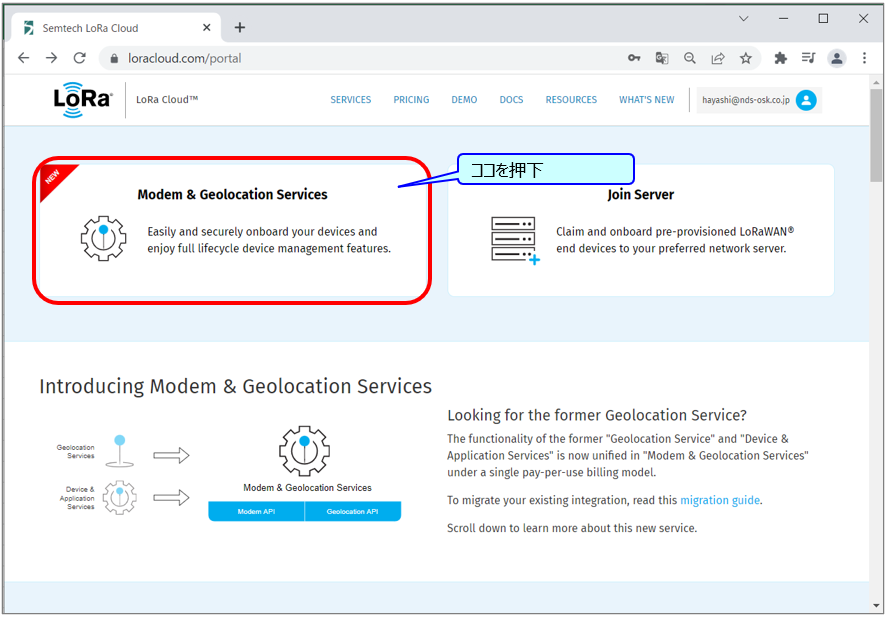 Semtech LoRa Cloud
loracloud.com/portal
LoRa®
LoRa Cloud™
SERVICES PRICING DEMO DOCS RESOURCES WHAT'S NEW
hayashi@nds-osk.co.jp
ココを押下
NEW
Modem & Geolocation Services
Easily and securely onboard your devices and
enjoy full lifecycle device management features.
Join Server
Claim and onboard pre-provisioned LoRaWAN®
end devices to your preferred network server.
Introducing Modem & Geolocation Services
Geolocation
Services
Device &
Application
Services
Modem & Geolocation Services
Modem API
Geolocation API
Looking for the former Geolocation Service?
The functionality of the former "Geolocation Service" and "Device &
Application Services" is now unified in "Modem & Geolocation Services"
under a single pay-per-use billing model.
To migrate your existing integration, read this migration guide.
Scroll down to learn more about this new service.